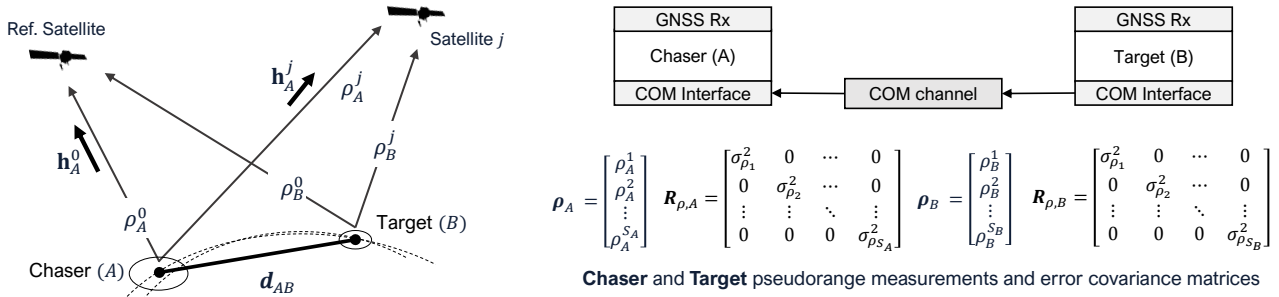 Ref. Satellite
Satellite j
h_A^j
ρ_A^j
h_A^0
ρ_B^j
ρ_B^0
ρ_A^0
Target (B)
Chaser (A)
d_AB
GNSS Rx
Chaser (A)
COM Interface
COM channel
GNSS Rx
Target (B)
COM Interface
ρ_A = [ρ_A^1 ρ_A^2 ⋮ ρ_A^{S_A}]
R_{ρ,A} = [σ_{ρ_1}^2 0 ⋯ 0
0 σ_{ρ_2}^2 ⋯ 0
⋮ ⋮ ⋱ ⋮
0 0 0 σ_{ρ_{S_A}}^2]
ρ_B = [ρ_B^1 ρ_B^2 ⋮ ρ_B^{S_B}]
R_{ρ,B} = [σ_{ρ_1}^2 0 ⋯ 0
0 σ_{ρ_2}^2 ⋯ 0
⋮ ⋮ ⋱ ⋮
0 0 0 σ_{ρ_{S_B}}^2]
Chaser and Target pseudorange measurements and error covariance matrices